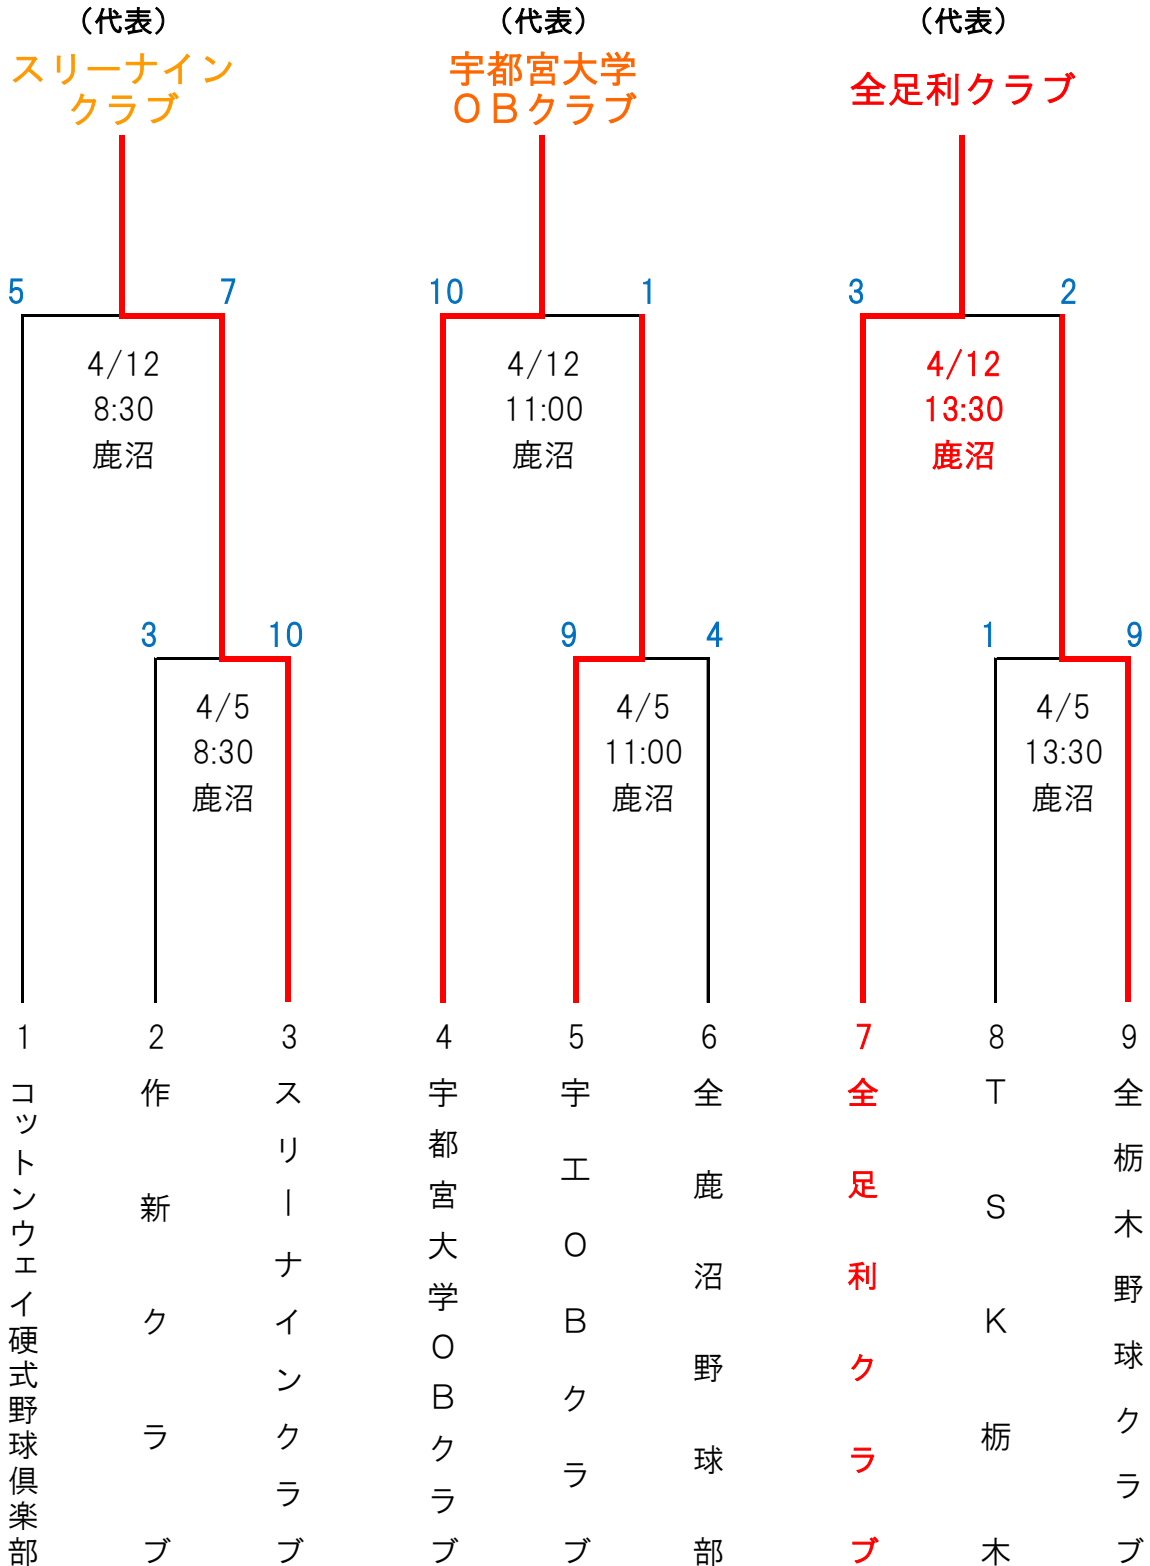 （代表）
スリーナイン
クラブ
（代表）
宇都宮大学
ＯＢクラブ
（代表）
全足利クラブ
5
7
10
1
3
2
4/12
8:30
鹿沼
4/12
11:00
鹿沼
4/12
13:30
鹿沼
3
10
9
4
1
9
4/5
8:30
鹿沼
4/5
11:00
鹿沼
4/5
13:30
鹿沼
1
2
3
4
5
6
7
8
9
コットンウェイ硬式野球倶楽部
作新クラブ
スリーナインクラブ
宇都宮大学ＯＢクラブ
宇工ＯＢクラブ
全鹿沼野球部
全足利クラブ
ＴＳＫ栃木
全栃木野球クラブ